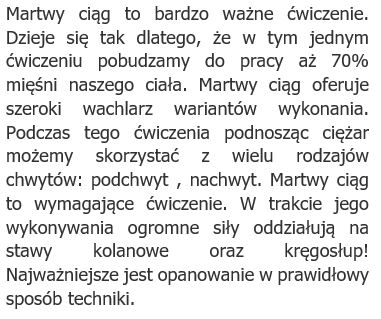 Martwy ciąg to bardzo ważne ćwiczenie.
Dzieje się tak dlatego, że w tym jednym
ćwiczeniu pobudzamy do pracy aż 70%
mięśni naszego ciała. Martwy ciąg oferuje
szeroki wachlarz wariantów wykonania.
Podczas tego ćwiczenia podnosząc ciężar
możemy skorzystać z wielu rodzajów
chwytów: podchwyt , nachwyt. Martwy ciąg
to wymagające ćwiczenie. W trakcie jego
wykonywania ogromne siły oddziałują na
stawy kolanowe oraz kręgosłup!
Najważniejsze jest opanowanie w prawidłowy
sposób techniki.